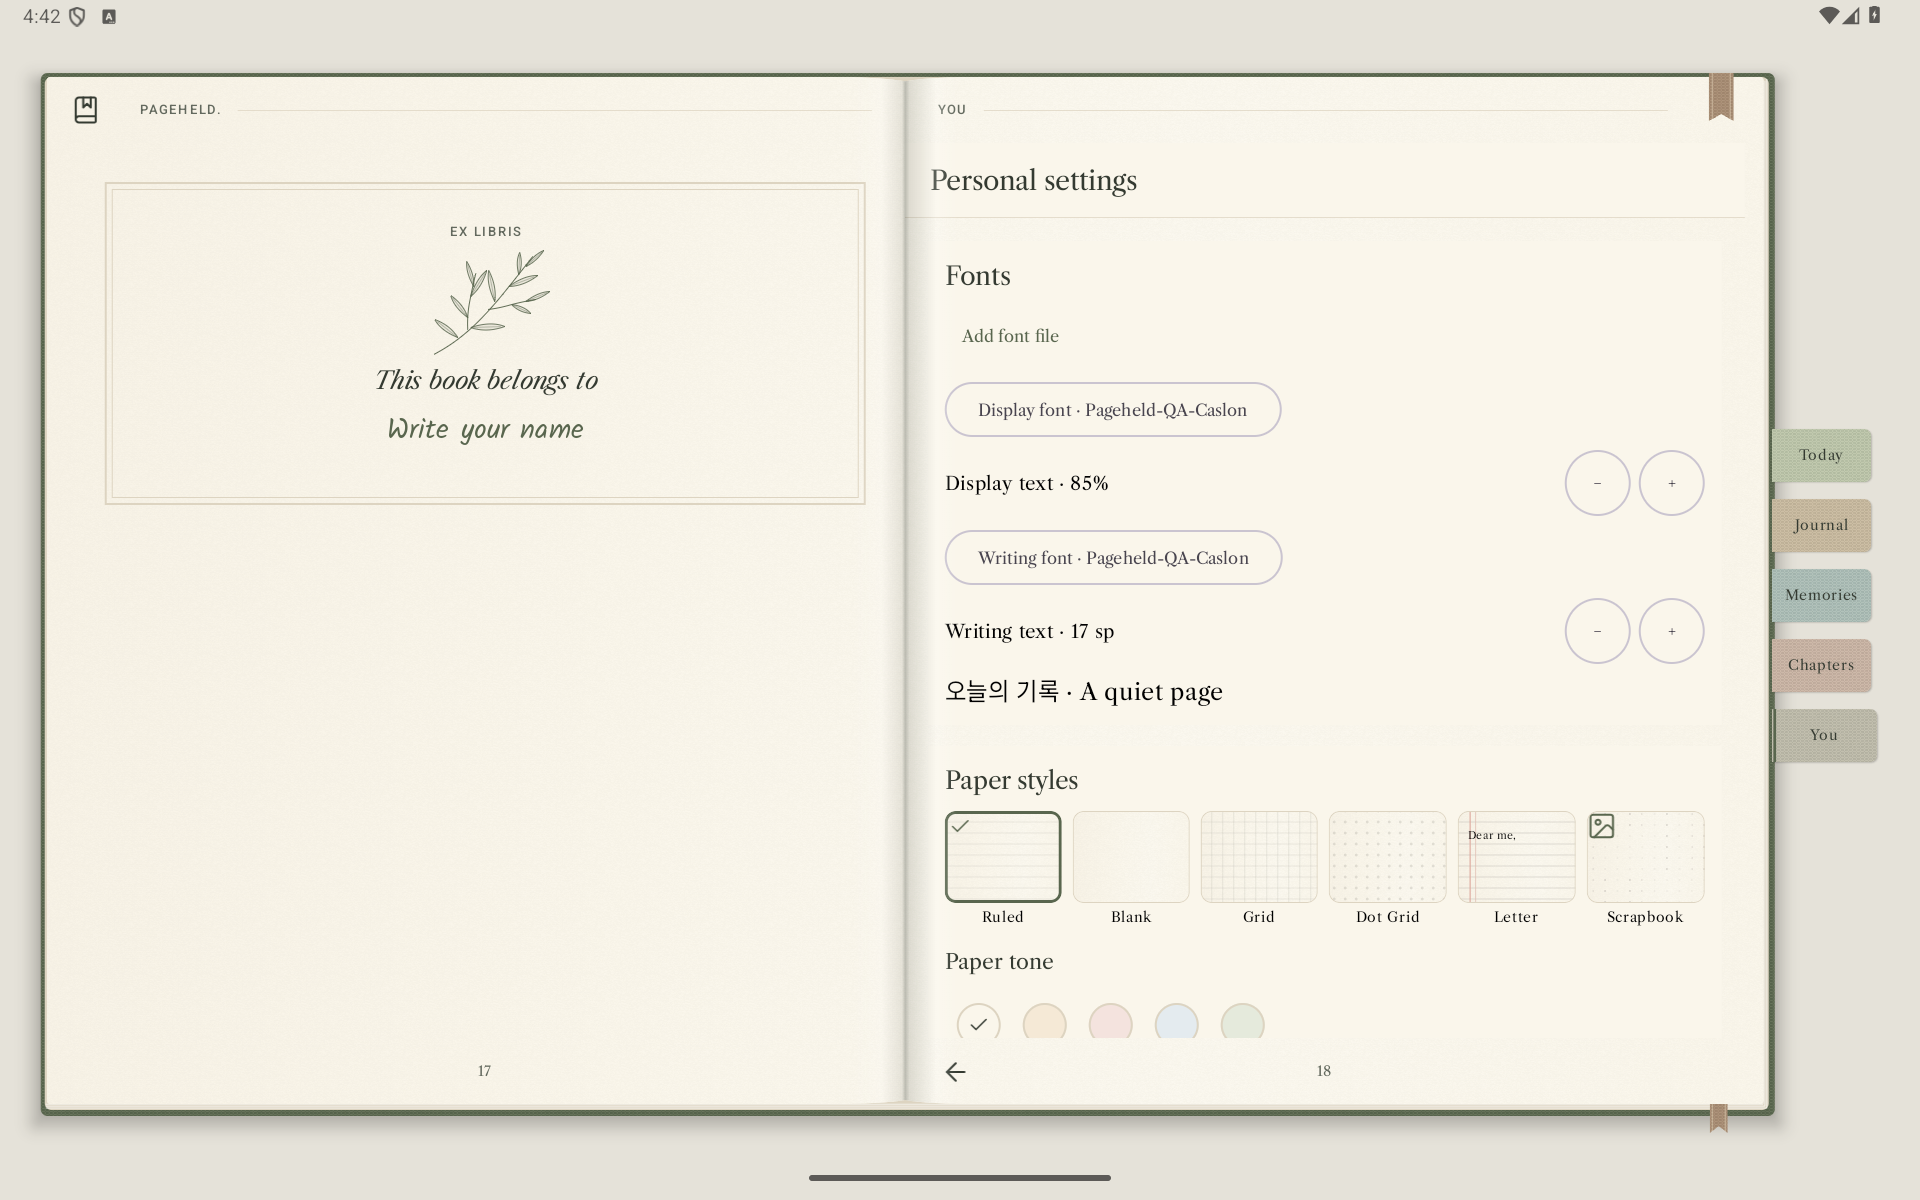 4:42
PAGEHELD.
EX LIBRIS
This book belongs to
Write your name
17
YOU
Personal settings
Fonts
Add font file
Display font · Pageheld-QA-Caslon
Display text · 85%
− +
Writing font · Pageheld-QA-Caslon
Writing text · 17 sp
− +
오늘의 기록 · A quiet page
Paper styles
Dear me,
Ruled Blank Grid Dot Grid Letter Scrapbook
Paper tone
18
Today
Journal
Memories
Chapters
You